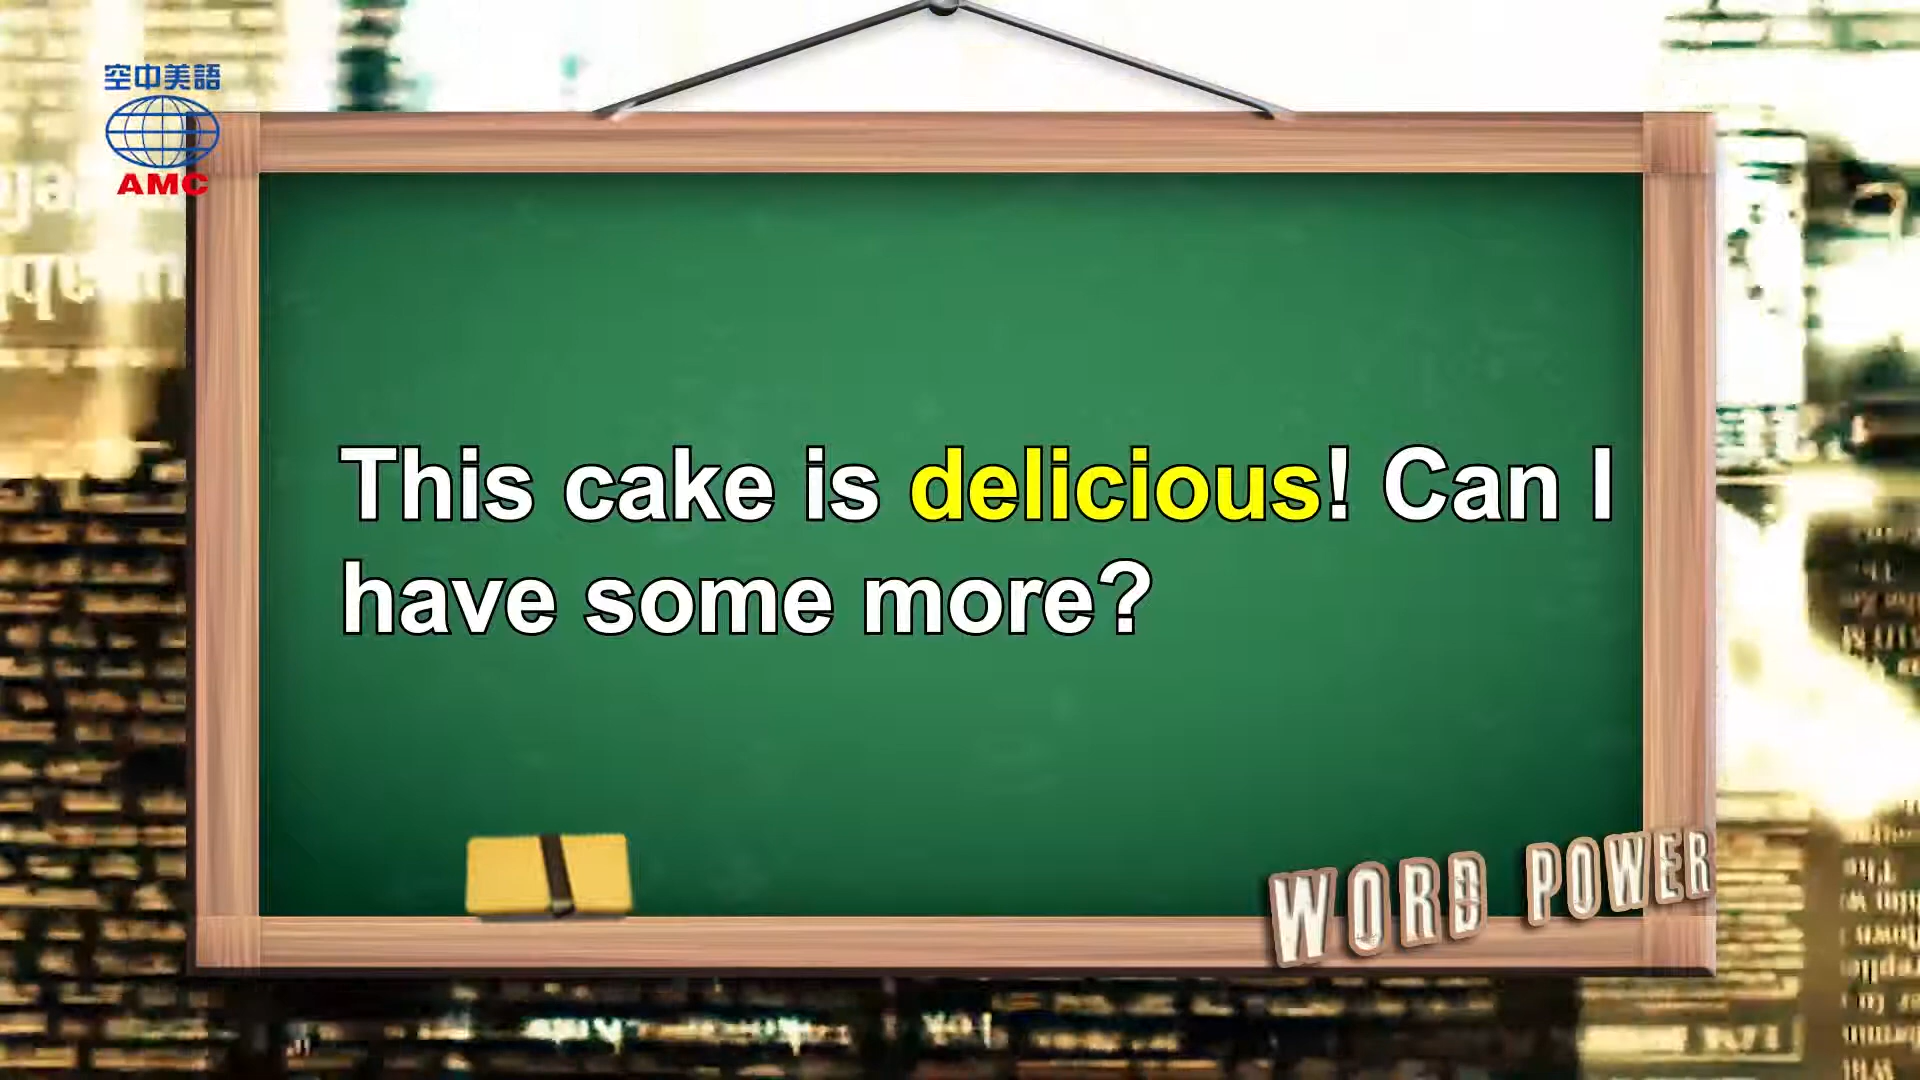 空中美語
AMC
This cake is delicious! Can I
have some more?
WORD POWER